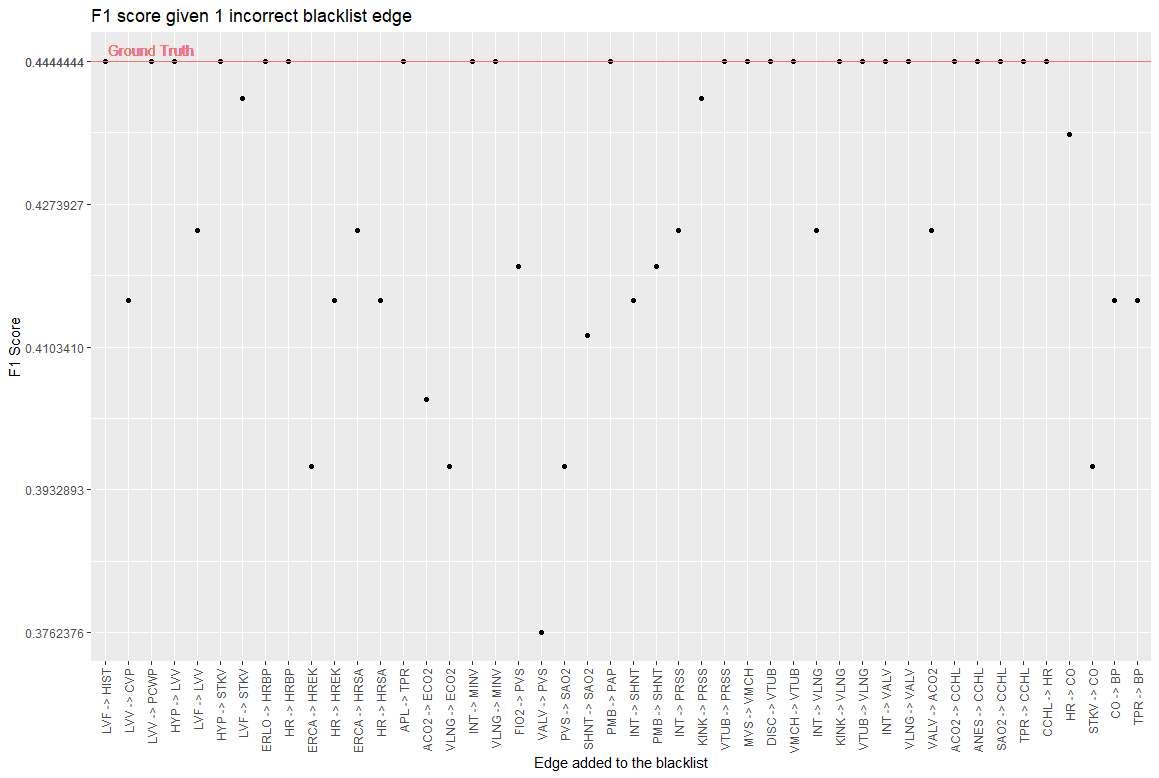 F1 score given 1 incorrect blacklist edge
Ground Truth
0.4444444
0.4273927
0.4103410
0.3932893
0.3762376
F1 Score
LVF -> HIST
LVV -> CVP
LVV -> PCWP
HYP -> LVV
LVF -> LVV
HYP -> STKV
LVF -> STKV
ERLO -> HRBP
HR -> HRBP
ERCA -> HREK
HR -> HREK
ERCA -> HRSA
HR -> HRSA
APL -> TPR
ACO2 -> ECO2
VLNG -> ECO2
INT -> MINV
VLNG -> MINV
FIO2 -> PVS
VALV -> PVS
PVS -> SAO2
SHNT -> SAO2
PMB -> PAP
INT -> SHNT
PMB -> SHNT
INT -> PRSS
KINK -> PRSS
VTUB -> PRSS
MVS -> VMCH
DISC -> VTUB
VMCH -> VTUB
INT -> VLNG
KINK -> VLNG
VTUB -> VLNG
INT -> VALV
VLNG -> VALV
VALV -> ACO2
ACO2 -> CCHL
ANES -> CCHL
SAO2 -> CCHL
TPR -> CCHL
CCHL -> HR
HR -> CO
STKV -> CO
CO -> BP
TPR -> BP
Edge added to the blacklist